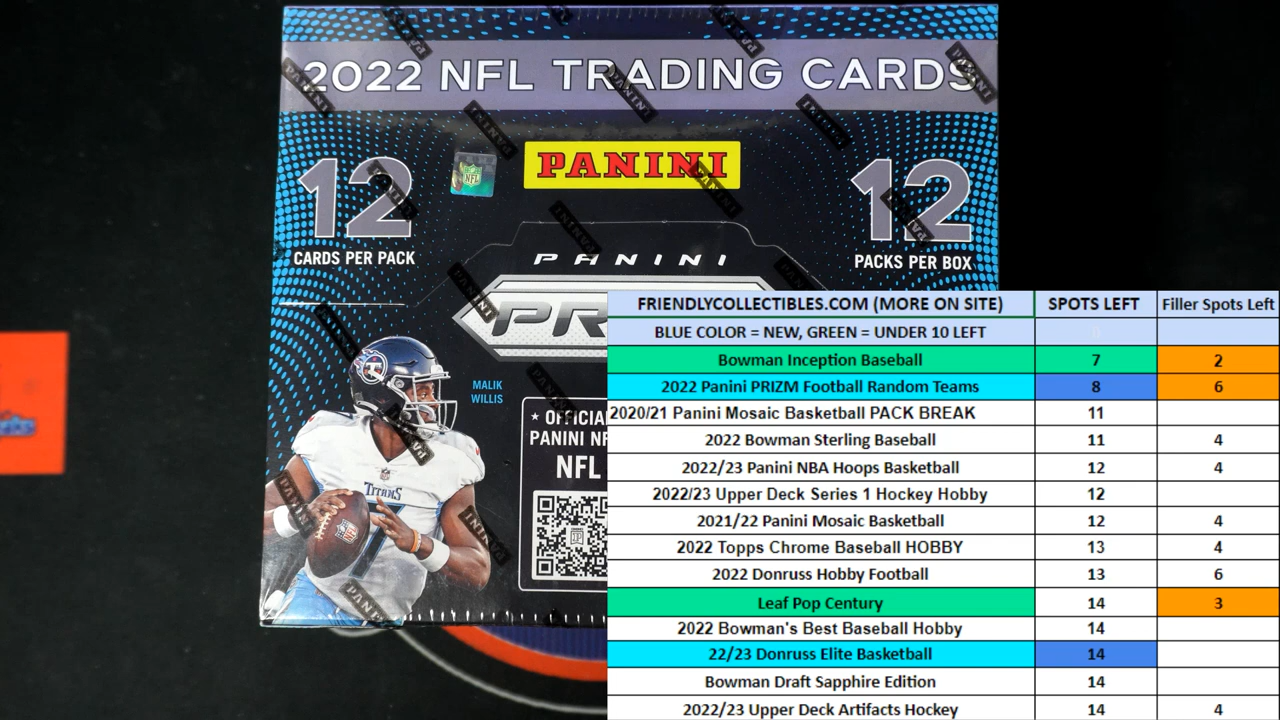 2022 NFL TRADING CARDS
PANINI
12
CARDS PER PACK
12
PACKS PER BOX
NFL
PANINI
PR
MALIK
WILLIS
TITANS
7
★ OFFICIA
PANINI NF
NFL
FRIENDLYCOLLECTIBLES.COM (MORE ON SITE) SPOTS LEFT Filler Spots Left
BLUE COLOR = NEW, GREEN = UNDER 10 LEFT 0
Bowman Inception Baseball 7 2
2022 Panini PRIZM Football Random Teams 8 6
2020/21 Panini Mosaic Basketball PACK BREAK 11
2022 Bowman Sterling Baseball 11 4
2022/23 Panini NBA Hoops Basketball 12 4
2022/23 Upper Deck Series 1 Hockey Hobby 12
2021/22 Panini Mosaic Basketball 12 4
2022 Topps Chrome Baseball HOBBY 13 4
2022 Donruss Hobby Football 13 6
Leaf Pop Century 14 3
2022 Bowman's Best Baseball Hobby 14
22/23 Donruss Elite Basketball 14
Bowman Draft Sapphire Edition 14
2022/23 Upper Deck Artifacts Hockey 14 4